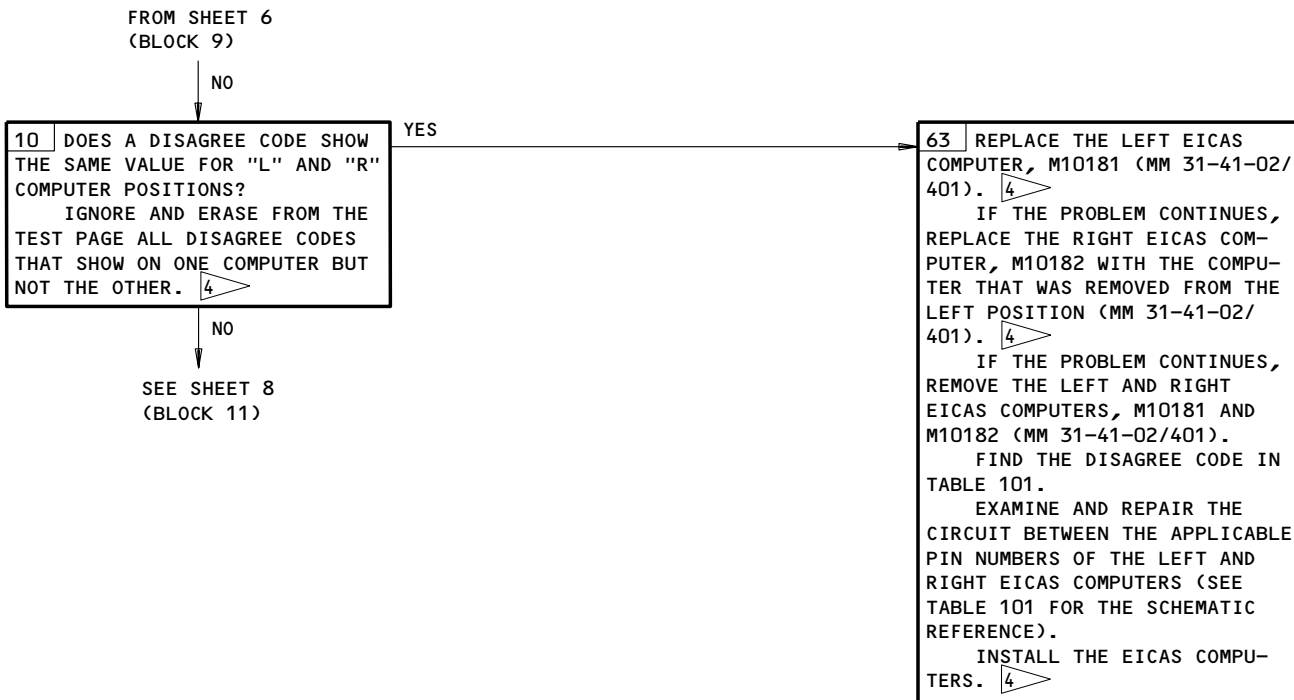 FROM SHEET 6
(BLOCK 9)
NO
10 DOES A DISAGREE CODE SHOW
THE SAME VALUE FOR "L" AND "R"
COMPUTER POSITIONS?
IGNORE AND ERASE FROM THE
TEST PAGE ALL DISAGREE CODES
THAT SHOW ON ONE COMPUTER BUT
NOT THE OTHER. 4
YES
NO
SEE SHEET 8
(BLOCK 11)
63 REPLACE THE LEFT EICAS
COMPUTER, M10181 (MM 31-41-02/
401). 4
IF THE PROBLEM CONTINUES,
REPLACE THE RIGHT EICAS COM-
PUTER, M10182 WITH THE COMPU-
TER THAT WAS REMOVED FROM THE
LEFT POSITION (MM 31-41-02/
401). 4
IF THE PROBLEM CONTINUES,
REMOVE THE LEFT AND RIGHT
EICAS COMPUTERS, M10181 AND
M10182 (MM 31-41-02/401).
FIND THE DISAGREE CODE IN
TABLE 101.
EXAMINE AND REPAIR THE
CIRCUIT BETWEEN THE APPLICABLE
PIN NUMBERS OF THE LEFT AND
RIGHT EICAS COMPUTERS (SEE
TABLE 101 FOR THE SCHEMATIC
REFERENCE).
INSTALL THE EICAS COMPU-
TERS. 4